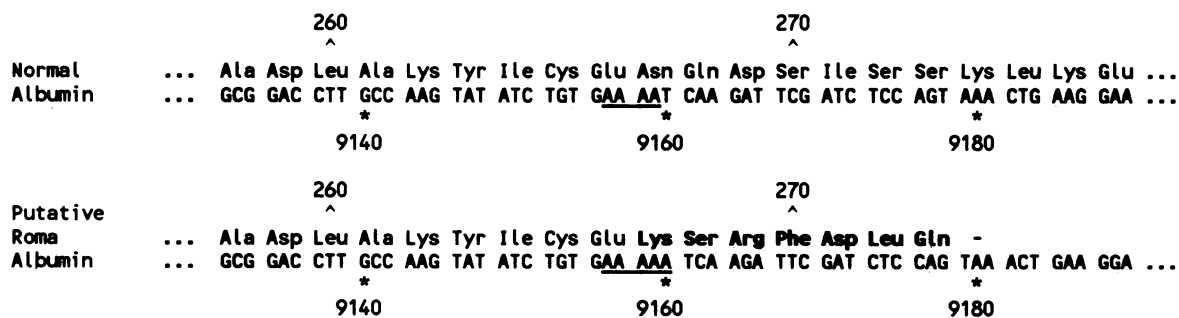 260 270
^ ^
Normal ... Ala Asp Leu Ala Lys Tyr Ile Cys Glu Asn Gln Asp Ser Ile Ser Ser Lys Leu Lys Glu ...
Albumin ... GCG GAC CTT GCC AAG TAT ATC TGT GAA AAT CAA GAT TCG ATC TCC AGT AAA CTG AAG GAA ...
* * *
9140 9160 9180
260 270
Putative ^ ^
Roma ... Ala Asp Leu Ala Lys Tyr Ile Cys Glu Lys Ser Arg Phe Asp Leu Gln -
Albumin ... GCG GAC CTT GCC AAG TAT ATC TGT GAA AAA TCA AGA TTC GAT CTC CAG TAA ACT GAA GGA ...
* * *
9140 9160 9180